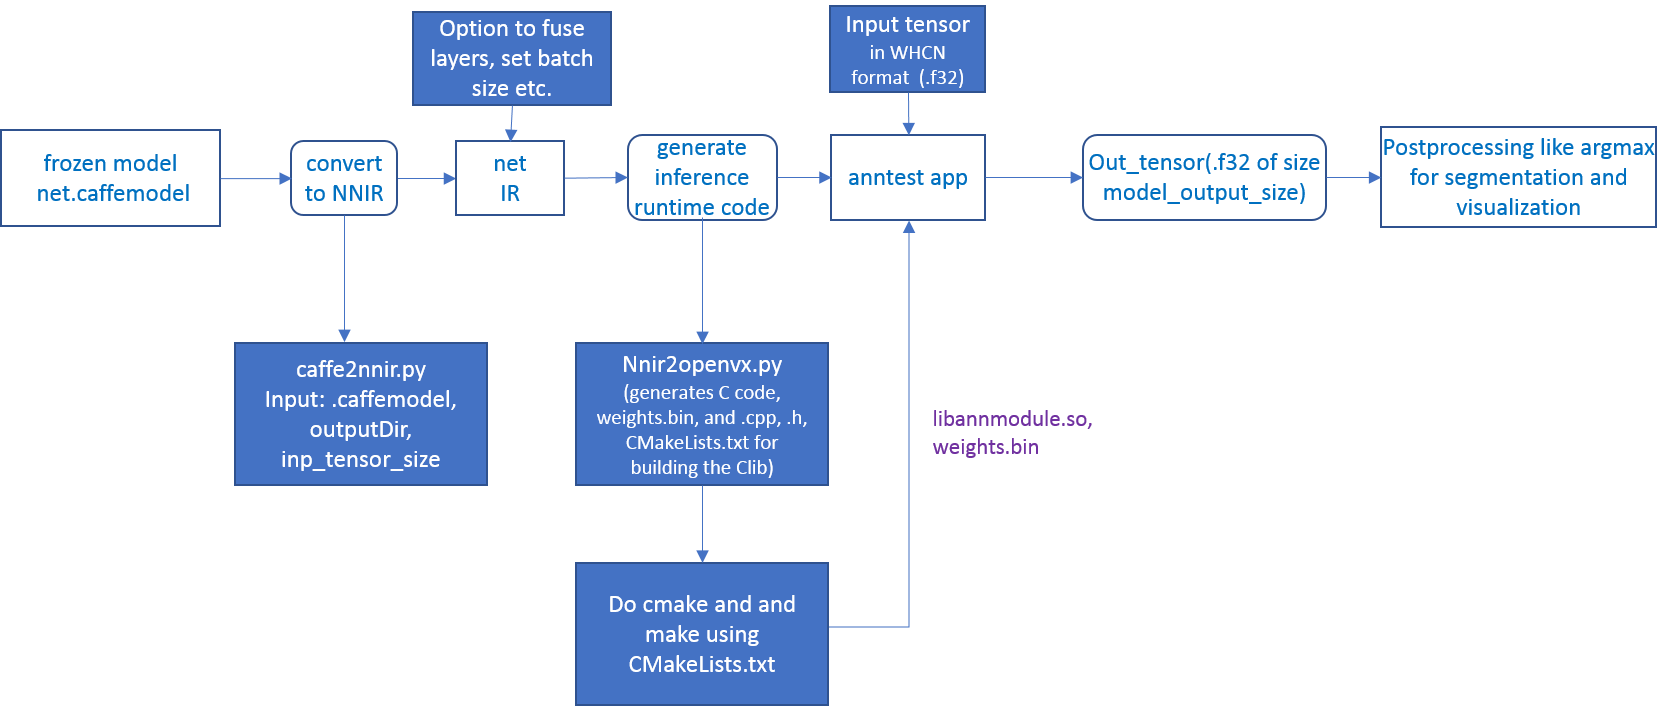 Option to fuse
layers, set batch
size etc.
Input tensor
in WHCN
format  (.f32)
frozen model
net.caffemodel
convert
to NNIR
net
IR
generate
inference
runtime code
anntest app
Out_tensor(.f32 of size
model_output_size)
Postprocessing like argmax
for segmentation and
visualization
caffe2nnir.py
Input: .caffemodel,
outputDir,
inp_tensor_size
Nnir2openvx.py
(generates C code,
weights.bin, and .cpp, .h,
CMakeLists.txt for
building the Clib)
libannmodule.so,
weights.bin
Do cmake and and
make using
CMakeLists.txt